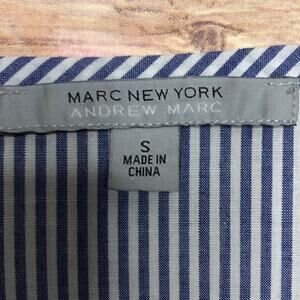 MARC NEW YORK
ANDREW MARC
S
MADE IN
CHINA